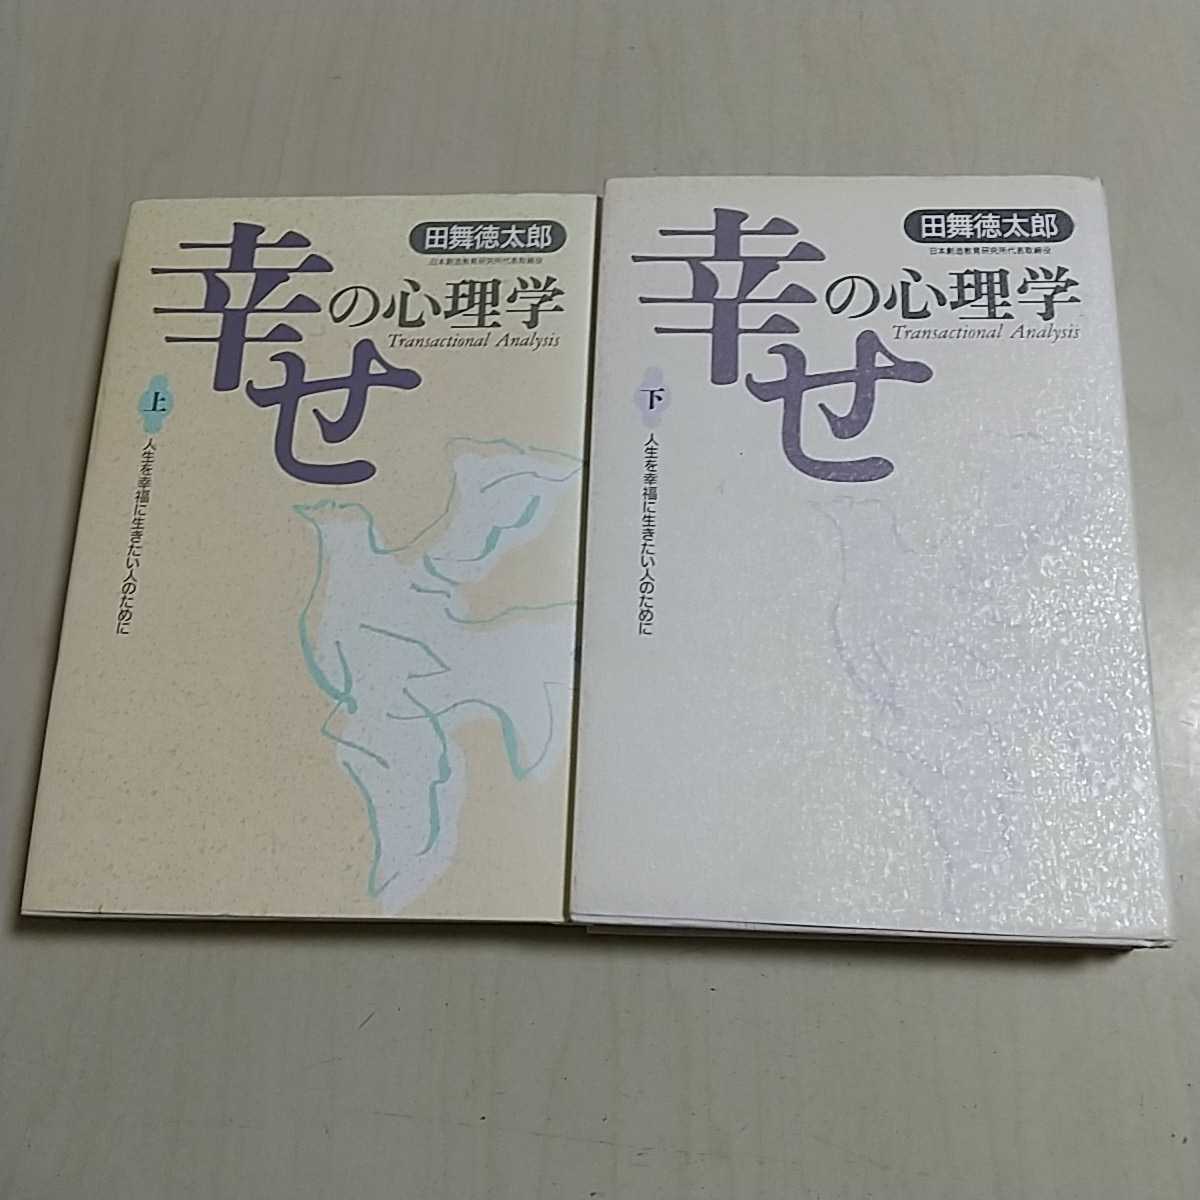 田舞徳太郎
日本創造教育研究所代表取締役
幸せの心理学
Transactional Analysis
上
人生を幸福に生きたい人のために
田舞徳太郎
日本創造教育研究所代表取締役
幸せの心理学
Transactional Analysis
下
人生を幸福に生きたい人のために